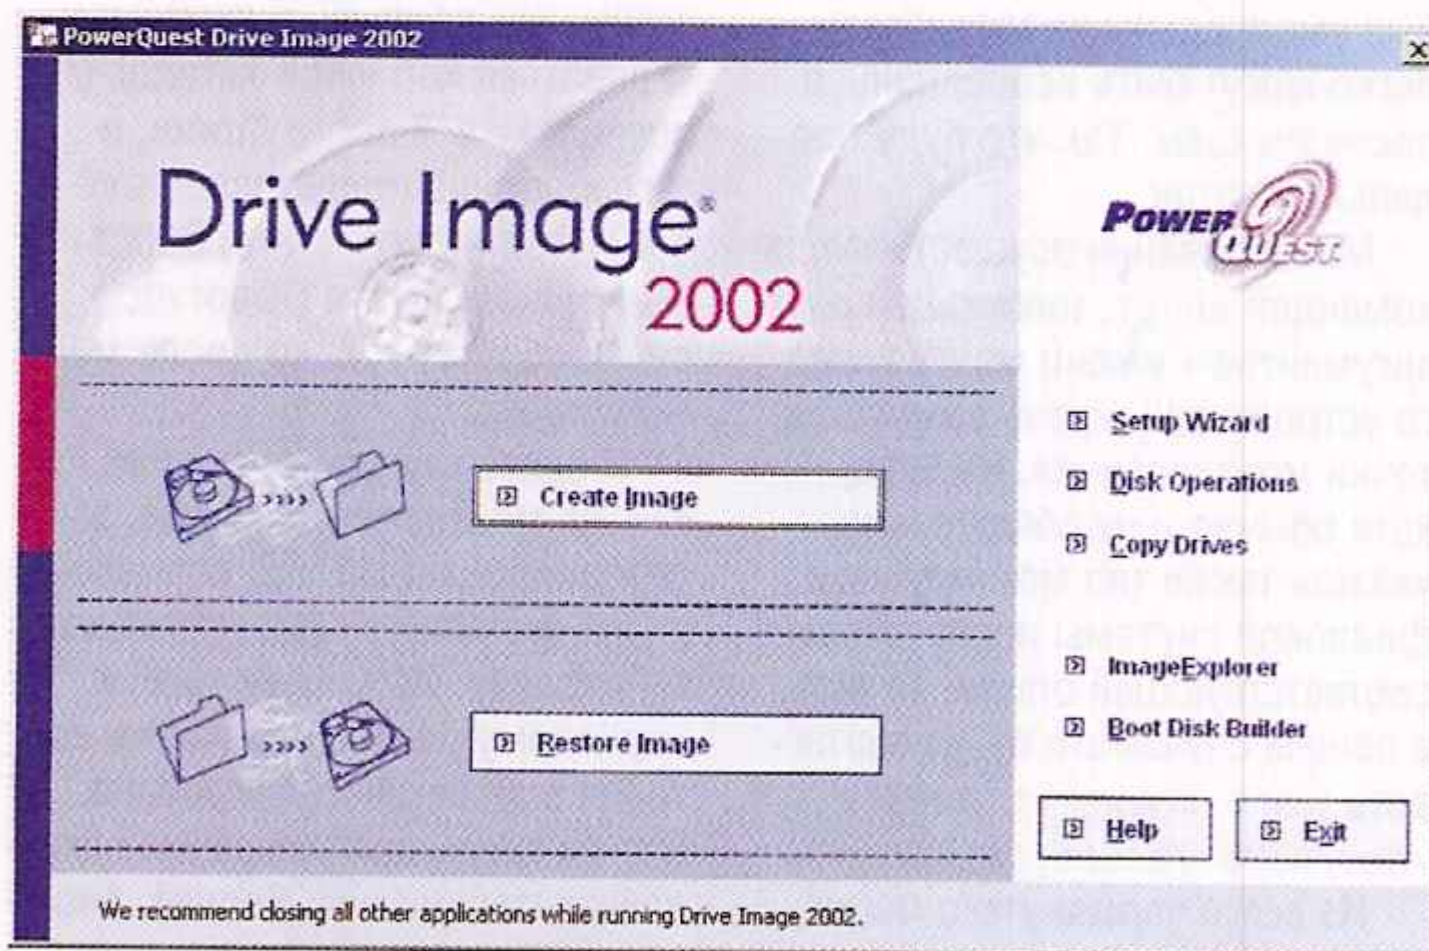 PowerQuest Drive Image 2002
Drive Image®
2002
POWER
QUEST
Create Image
Restore Image
Setup Wizard
Disk Operations
Copy Drives
ImageExplorer
Boot Disk Builder
Help
Exit
We recommend closing all other applications while running Drive Image 2002.